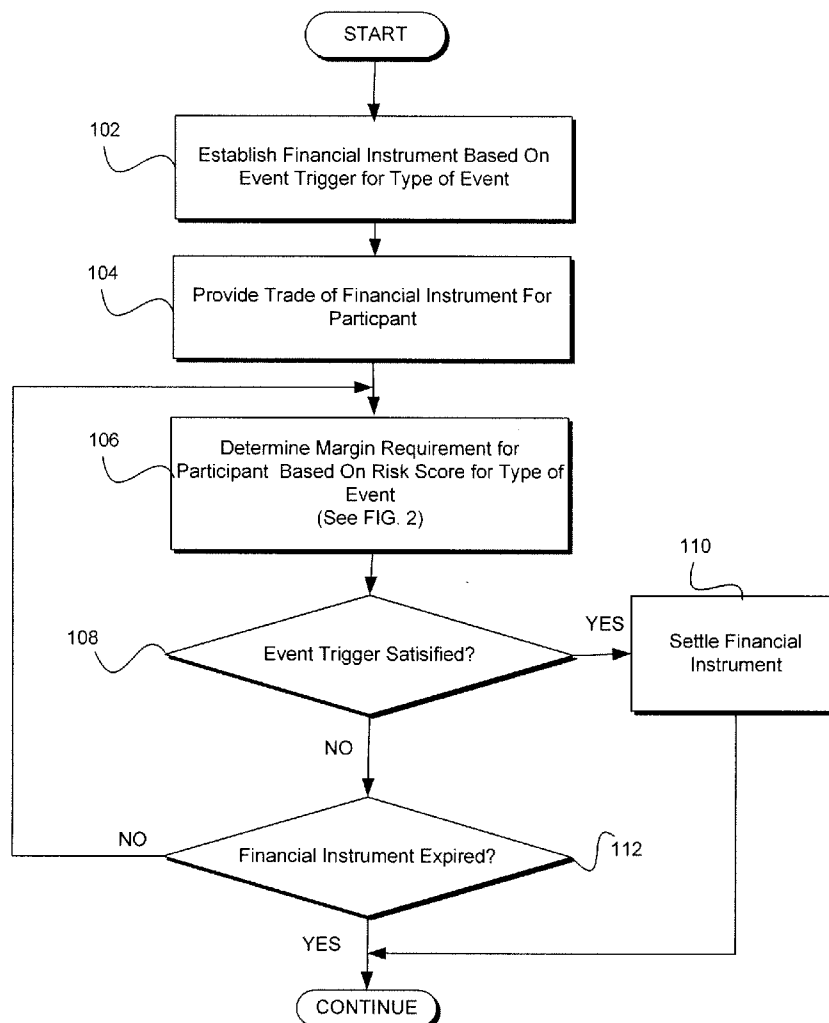 START
102
Establish Financial Instrument Based On
Event Trigger for Type of Event
104
Provide Trade of Financial Instrument For
Particpant
106
Determine Margin Requirement for
Participant Based On Risk Score for Type of
Event
(See FIG. 2)
108
Event Trigger Satisified?
YES
110
Settle Financial
Instrument
NO
NO
Financial Instrument Expired?
112
YES
CONTINUE